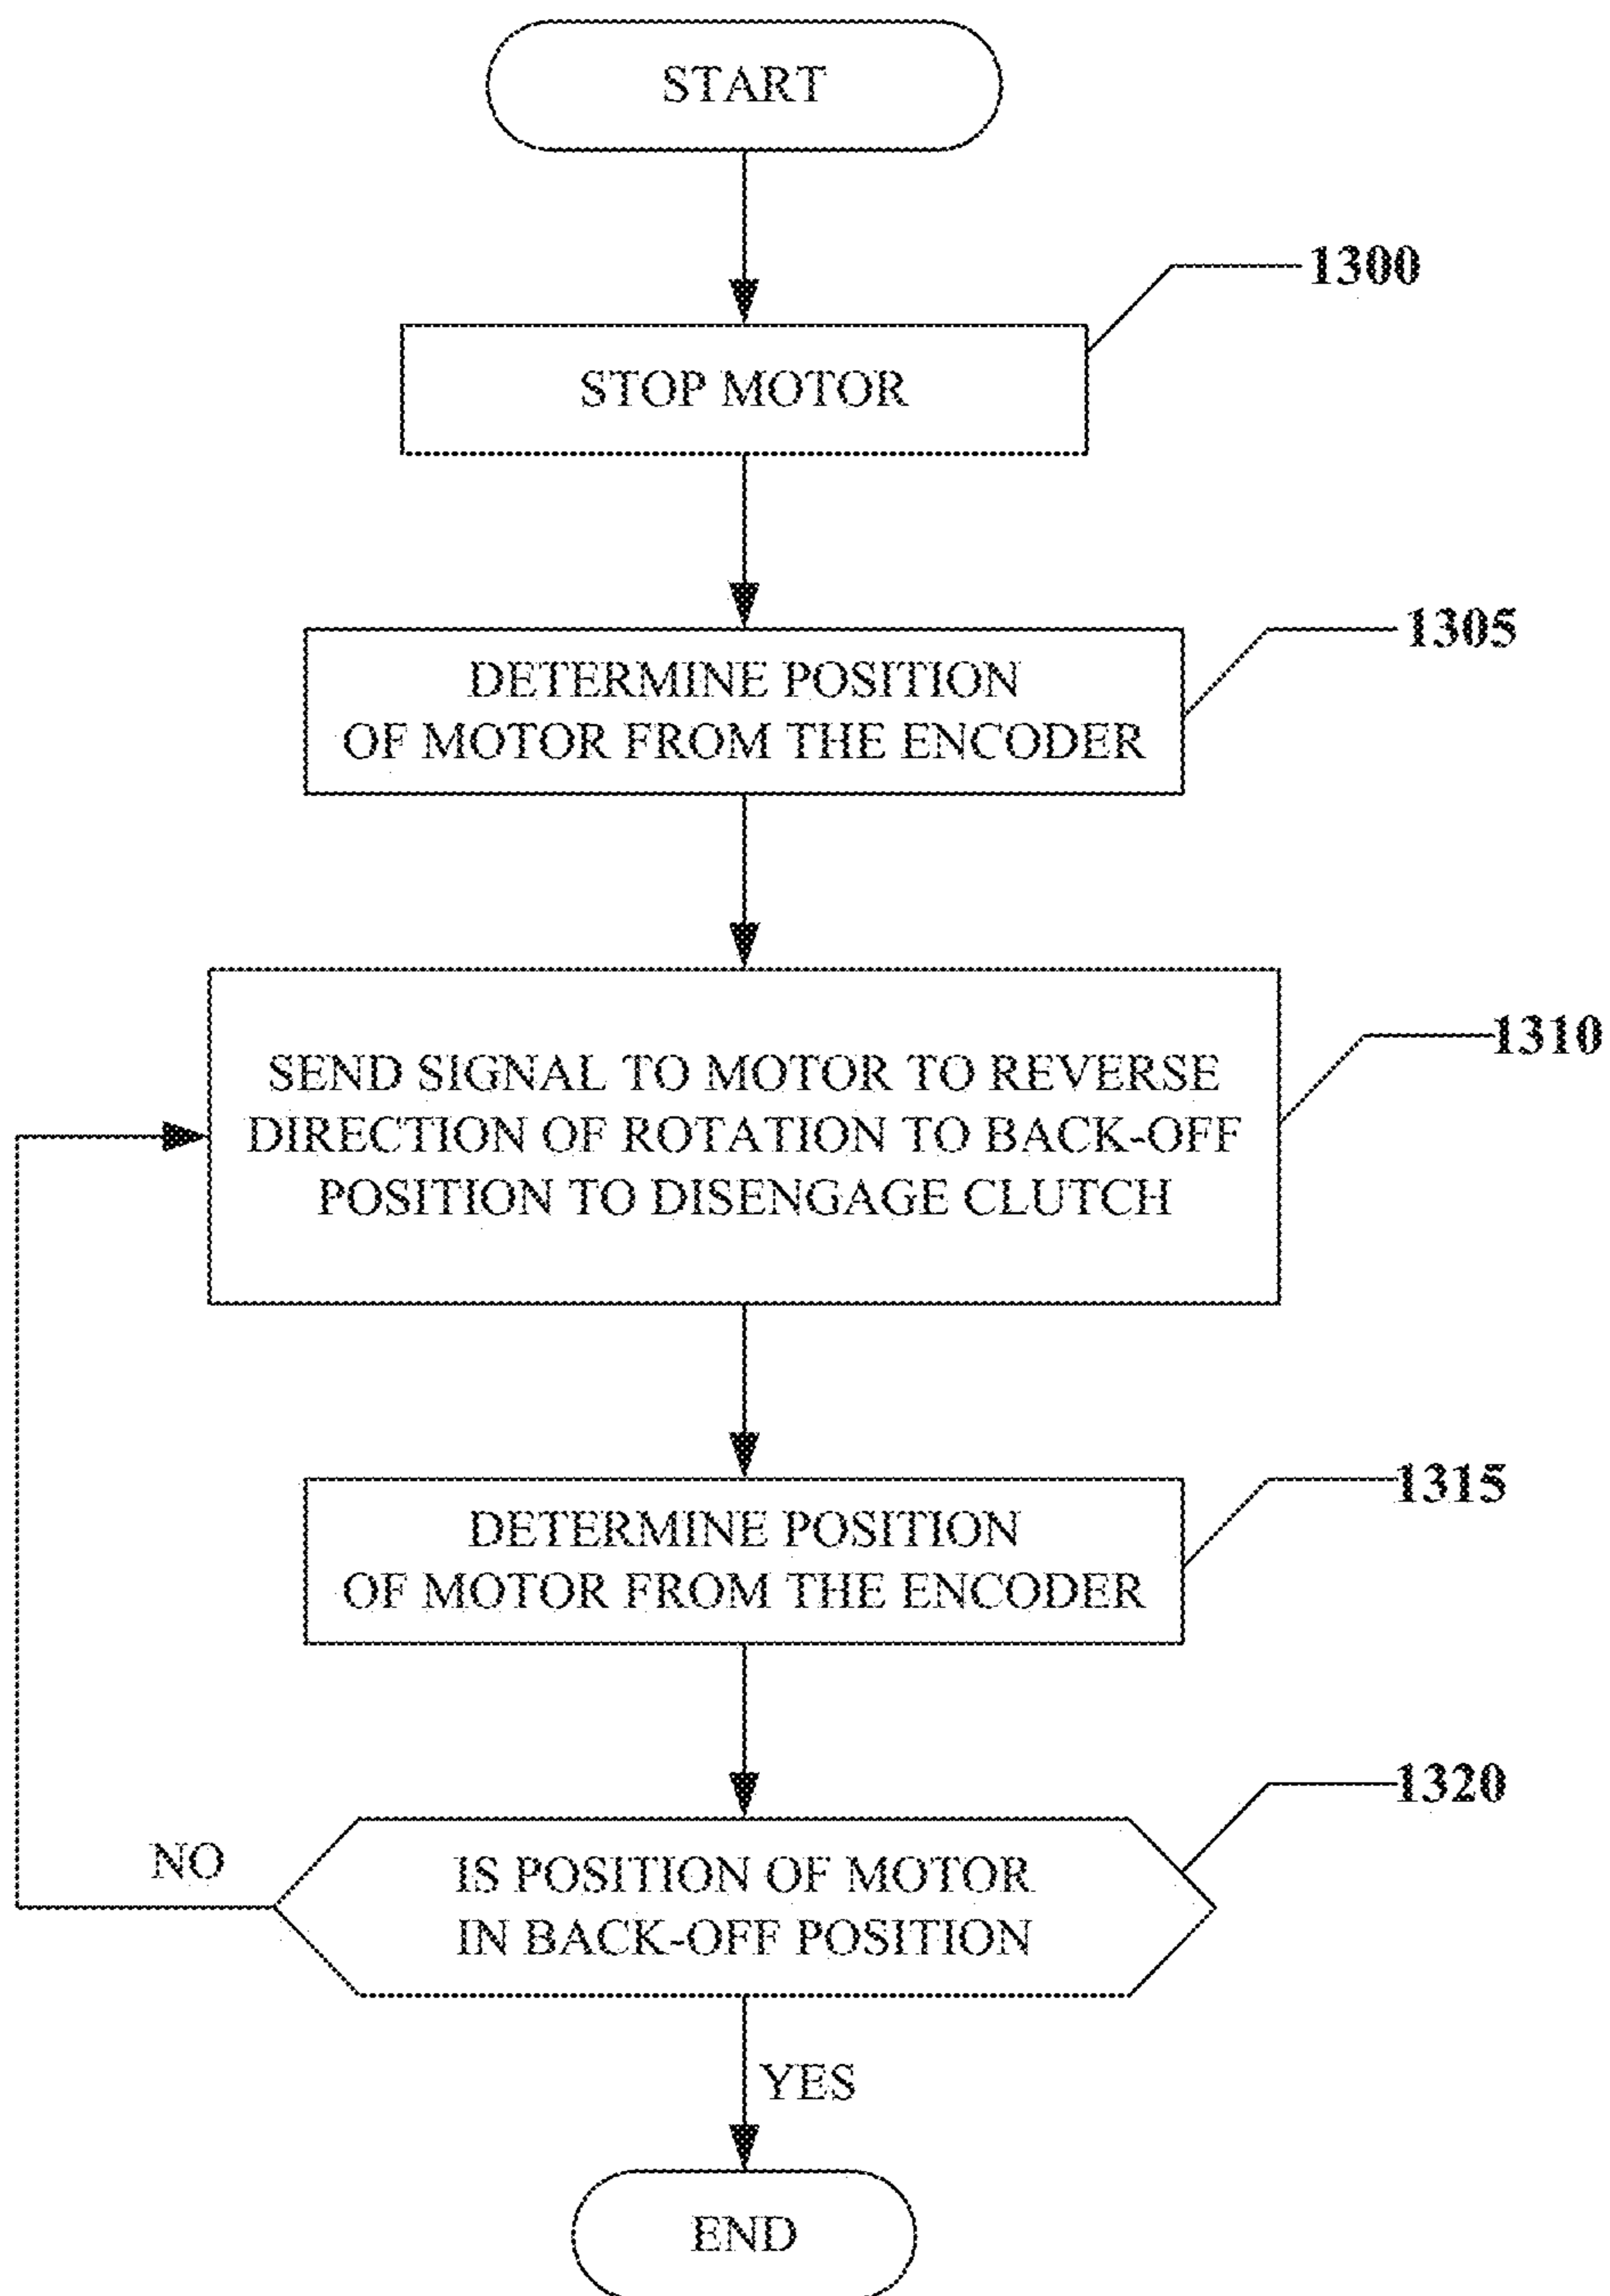 START
1300
STOP MOTOR
1305
DETERMINE POSITION
OF MOTOR FROM THE ENCODER
1310
SEND SIGNAL TO MOTOR TO REVERSE
DIRECTION OF ROTATION TO BACK-OFF
POSITION TO DISENGAGE CLUTCH
1315
DETERMINE POSITION
OF MOTOR FROM THE ENCODER
1320
NO
IS POSITION OF MOTOR
IN BACK-OFF POSITION
YES
END